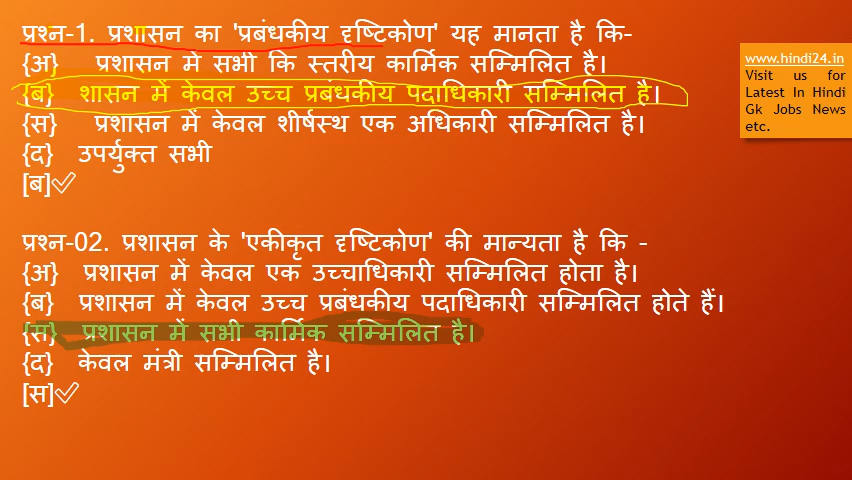 प्रश्न-1. प्रशासन का 'प्रबंधकीय दृष्टिकोण' यह मानता है कि-
{अ} प्रशासन मे सभी कि स्तरीय कार्मिक सम्मिलित है।
{ब} शासन में केवल उच्च प्रबंधकीय पदाधिकारी सम्मिलित है।
{स} प्रशासन में केवल शीर्षस्थ एक अधिकारी सम्मिलित है।
{द} उपर्युक्त सभी
[ब]
प्रश्न-02. प्रशासन के 'एकीकृत दृष्टिकोण' की मान्यता है कि -
{अ} प्रशासन में केवल एक उच्चाधिकारी सम्मिलित होता है।
{ब} प्रशासन में केवल उच्च प्रबंधकीय पदाधिकारी सम्मिलित होते हैं।
{स} प्रशासन में सभी कार्मिक सम्मिलित है।
{द} केवल मंत्री सम्मिलित है।
[स]
www.hindi24.in
Visit us for
Latest In Hindi
Gk Jobs News
etc.